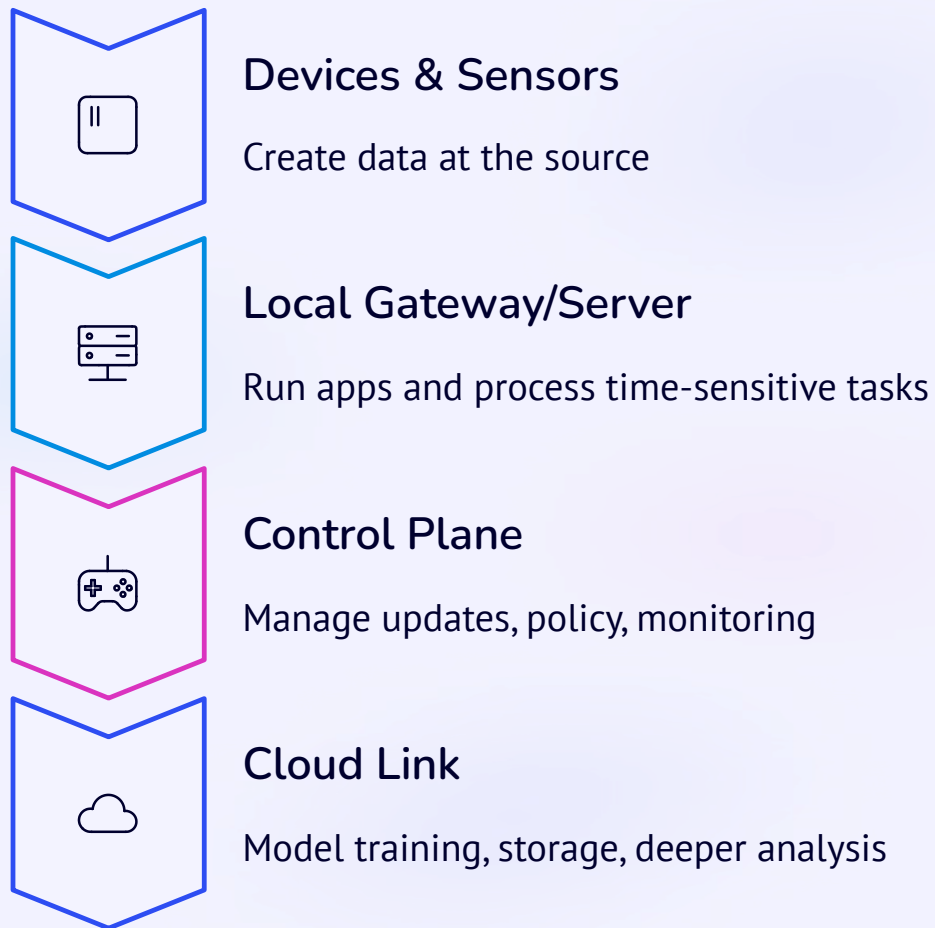 Devices & Sensors
Create data at the source
Local Gateway/Server
Run apps and process time-sensitive tasks
Control Plane
Manage updates, policy, monitoring
Cloud Link
Model training, storage, deeper analysis